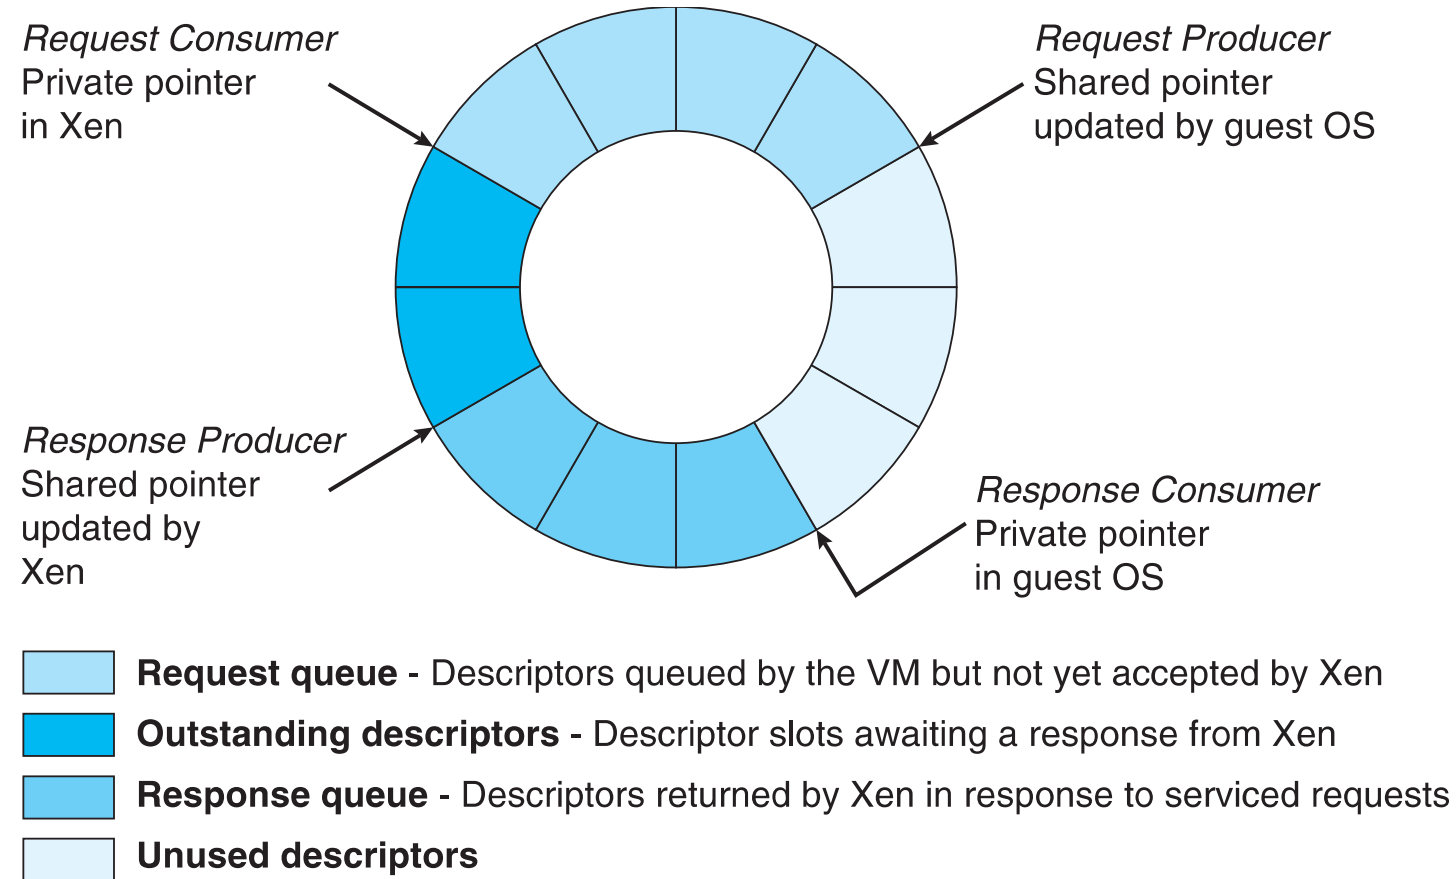 Request Consumer
Private pointer
in Xen
Request Producer
Shared pointer
updated by guest OS
Response Producer
Shared pointer
updated by
Xen
Response Consumer
Private pointer
in guest OS
Request queue - Descriptors queued by the VM but not yet accepted by Xen
Outstanding descriptors - Descriptor slots awaiting a response from Xen
Response queue - Descriptors returned by Xen in response to serviced requests
Unused descriptors